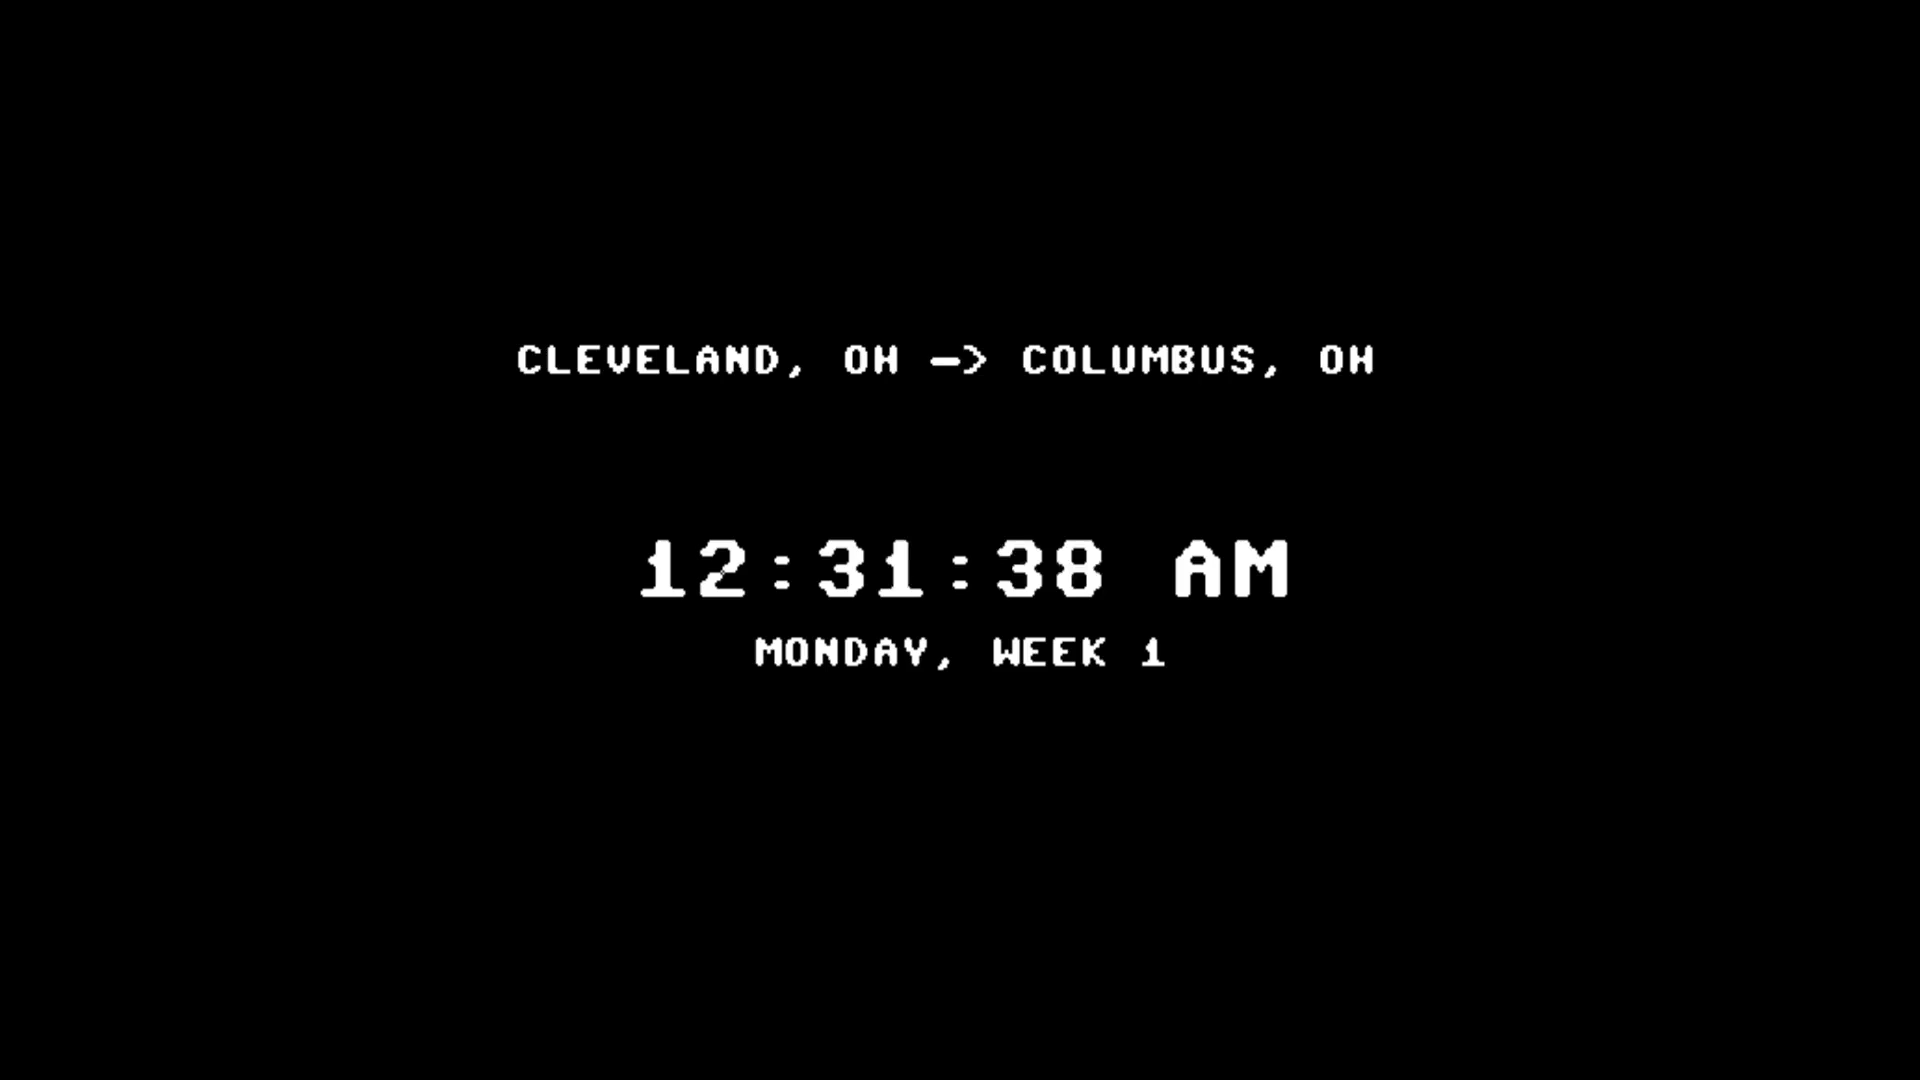 CLEVELAND, OH -> COLUMBUS, OH
12:31:38 AM
MONDAY, WEEK 1